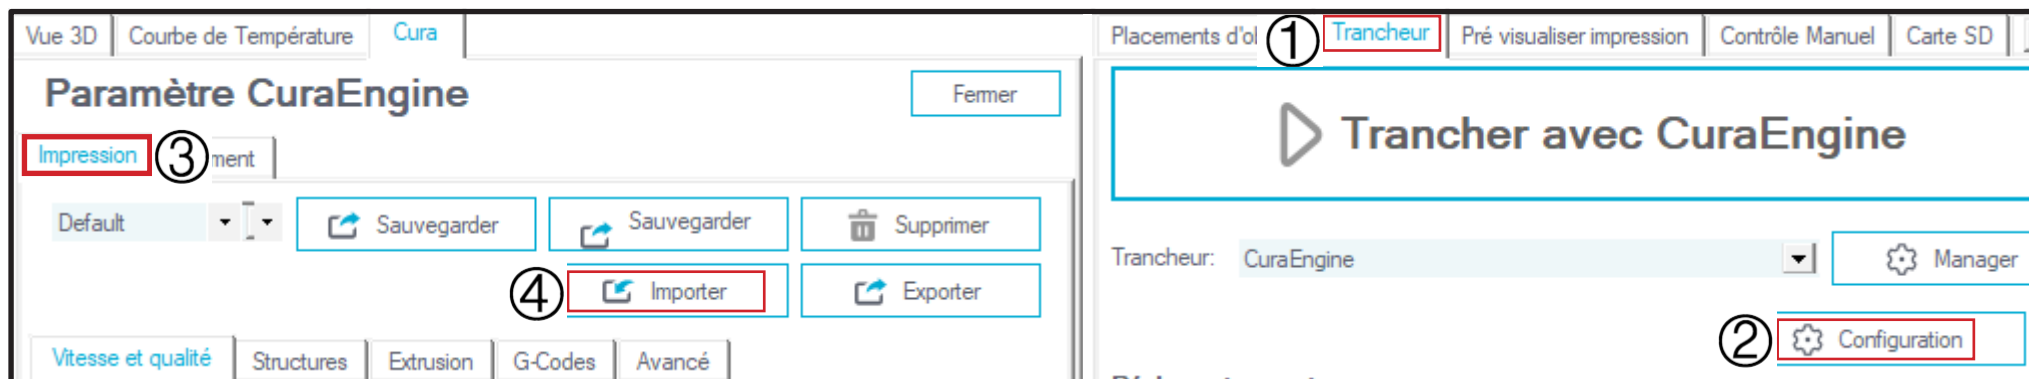 Vue 3D Courbe de Température Cura
Paramètre CuraEngine Fermer
Impression ③ ment
Default Sauvegarder Sauvegarder Supprimer
④ Importer Exporter
Vitesse et qualité Structures Extrusion G-Codes Avancé
Placements d'ol ① Trancheur Pré visualiser impression Contrôle Manuel Carte SD
Trancher avec CuraEngine
Trancheur: CuraEngine Manager
② Configuration